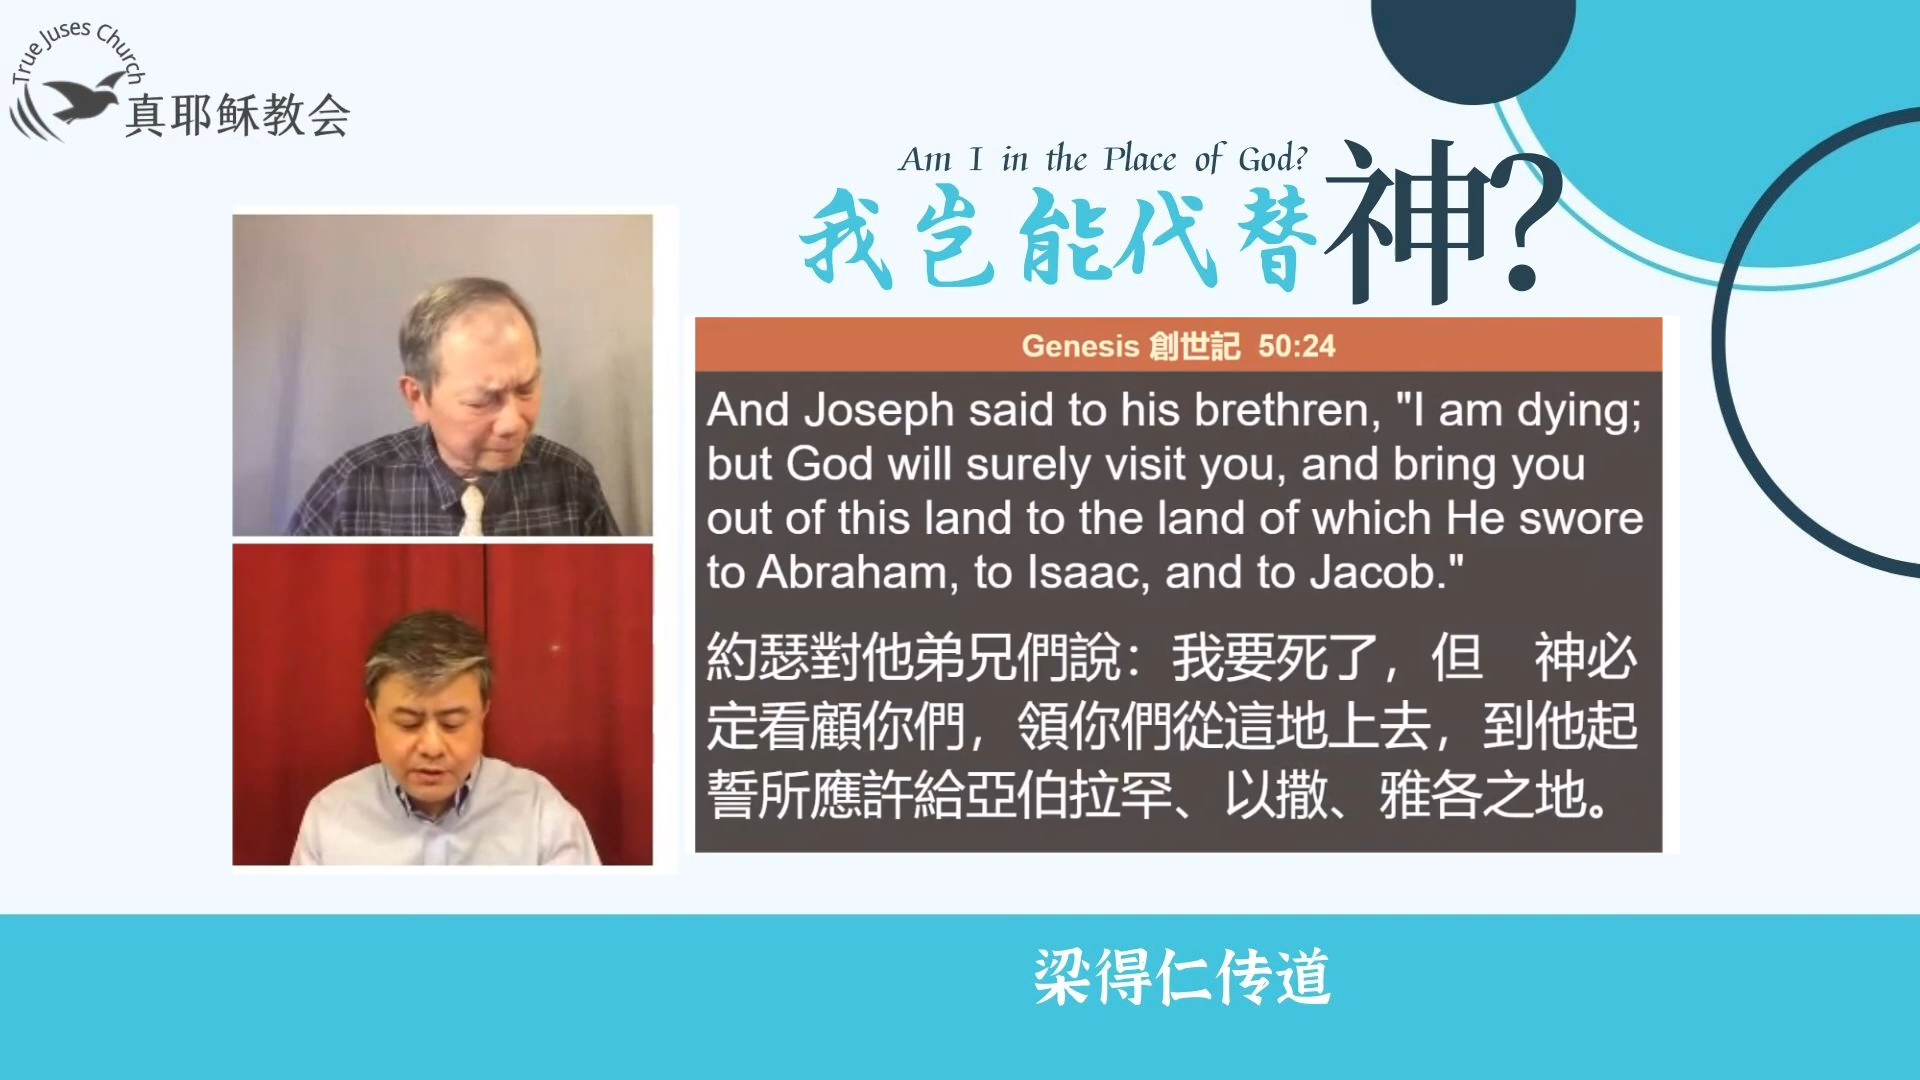 True Juses Church
真耶稣教会
Am I in the Place of God?
我岂能代替神?
Genesis 創世記 50:24
And Joseph said to his brethren, "I am dying;
but God will surely visit you, and bring you
out of this land to the land of which He swore
to Abraham, to Isaac, and to Jacob."
約瑟對他弟兄們說：我要死了，但　神必
定看顧你們，領你們從這地上去，到他起
誓所應許給亞伯拉罕、以撒、雅各之地。
梁得仁传道